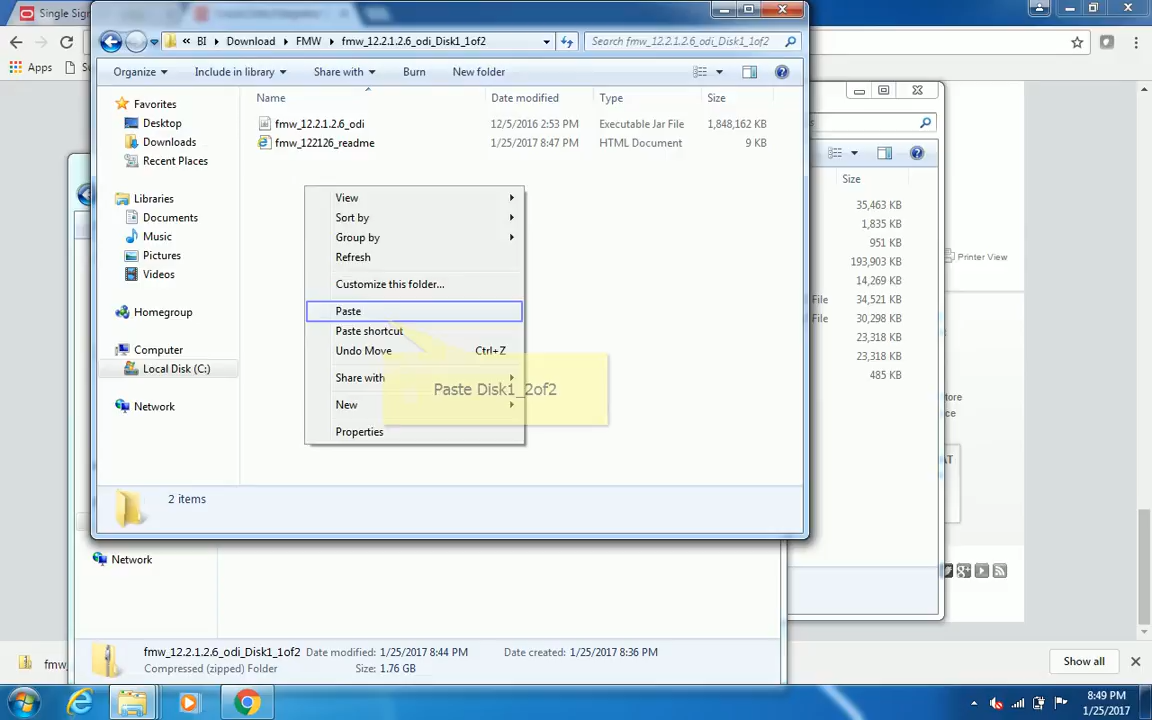 Single Sign
BI
Download
FMW
fmw_12.2.1.2.6_odi_Disk1_1of2
Search fmw_12.2.1.2.6_odi_Disk1_1of2
Apps
Organize
Include in library
Share with
Burn
New folder
Name
Date modified
Type
Size
fmw_12.2.1.2.6_odi
12/5/2016 2:53 PM
Executable Jar File
1,848,162 KB
fmw_122126_readme
1/25/2017 8:47 PM
HTML Document
9 KB
Favorites
Desktop
Downloads
Recent Places
Libraries
Documents
Music
Pictures
Videos
Homegroup
Computer
Local Disk (C:)
Network
View
Sort by
Group by
Refresh
Customize this folder...
Paste
Paste shortcut
Undo Move
Ctrl+Z
Share with
New
Properties
Paste Disk1_2of2
2 items
Size
35,463 KB
1,835 KB
951 KB
193,903 KB
14,269 KB
File
34,521 KB
File
30,298 KB
23,318 KB
23,318 KB
485 KB
Printer View
Network
fmw_12.2.1.2.6_odi_Disk1_1of2
Date modified: 1/25/2017 8:44 PM
Date created: 1/25/2017 8:36 PM
Compressed (zipped) Folder
Size: 1.76 GB
fmw_
Show all
8:49 PM
1/25/2017